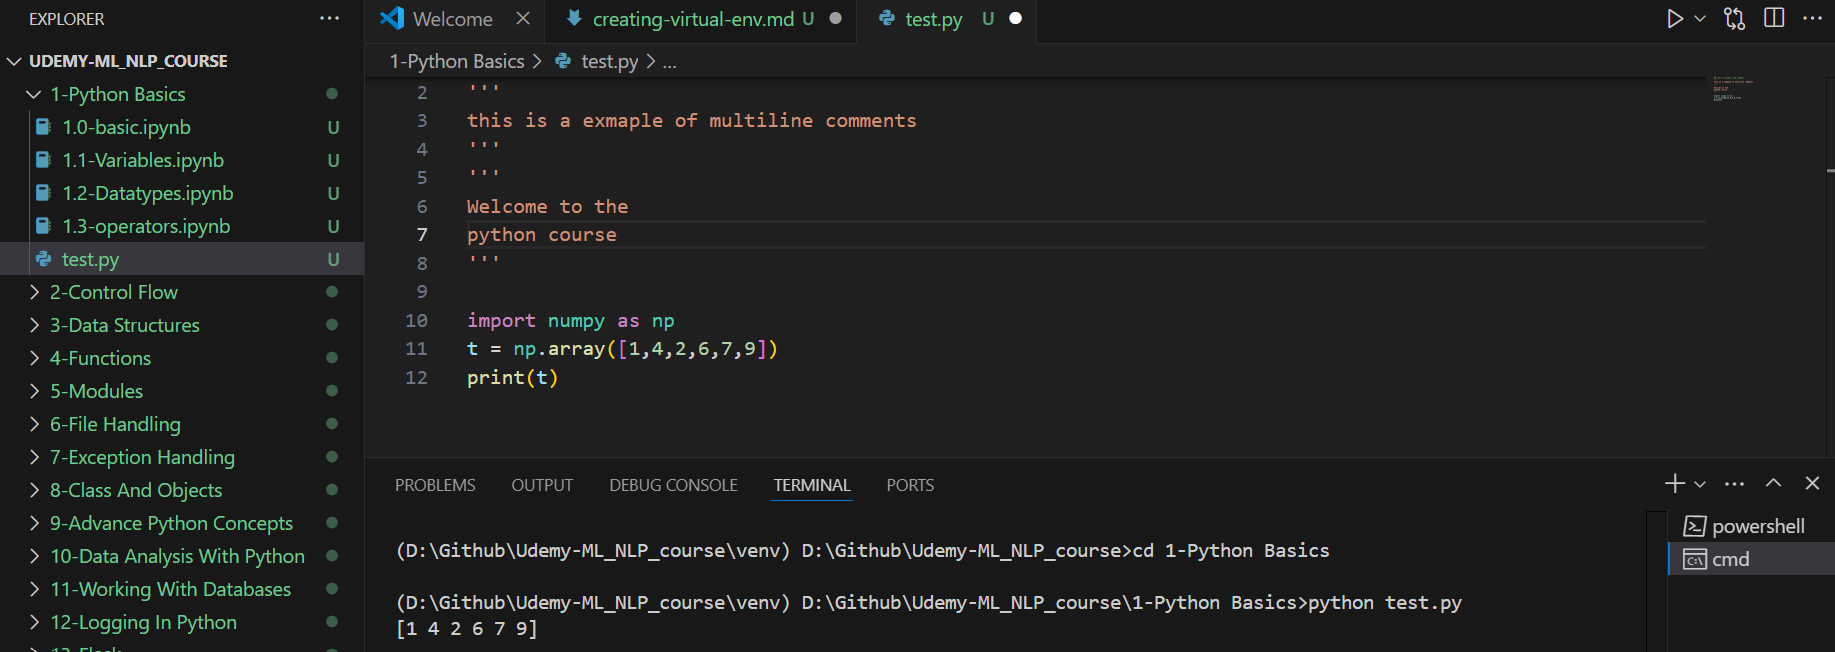 EXPLORER
UDEMY-ML_NLP_COURSE
1-Python Basics
1.0-basic.ipynb U
1.1-Variables.ipynb U
1.2-Datatypes.ipynb U
1.3-operators.ipynb U
test.py U
2-Control Flow
3-Data Structures
4-Functions
5-Modules
6-File Handling
7-Exception Handling
8-Class And Objects
9-Advance Python Concepts
10-Data Analysis With Python
11-Working With Databases
12-Logging In Python
Welcome creating-virtual-env.md U test.py U
1-Python Basics > test.py > ...
2 '''
3 this is a exmaple of multiline comments
4 '''
5 '''
6 Welcome to the
7 python course
8 '''
9
10 import numpy as np
11 t = np.array([1,4,2,6,7,9])
12 print(t)
PROBLEMS OUTPUT DEBUG CONSOLE TERMINAL PORTS
(D:\Github\Udemy-ML_NLP_course\venv) D:\Github\Udemy-ML_NLP_course>cd 1-Python Basics
(D:\Github\Udemy-ML_NLP_course\venv) D:\Github\Udemy-ML_NLP_course\1-Python Basics>python test.py
[1 4 2 6 7 9]
powershell
cmd